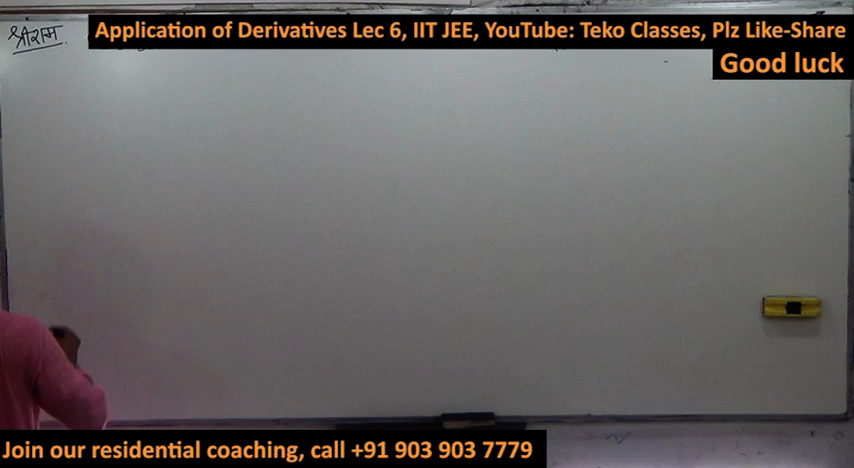 श्रीराम
Application of Derivatives Lec 6, IIT JEE, YouTube: Teko Classes, Plz Like-Share
Good luck
Join our residential coaching, call +91 903 903 7779